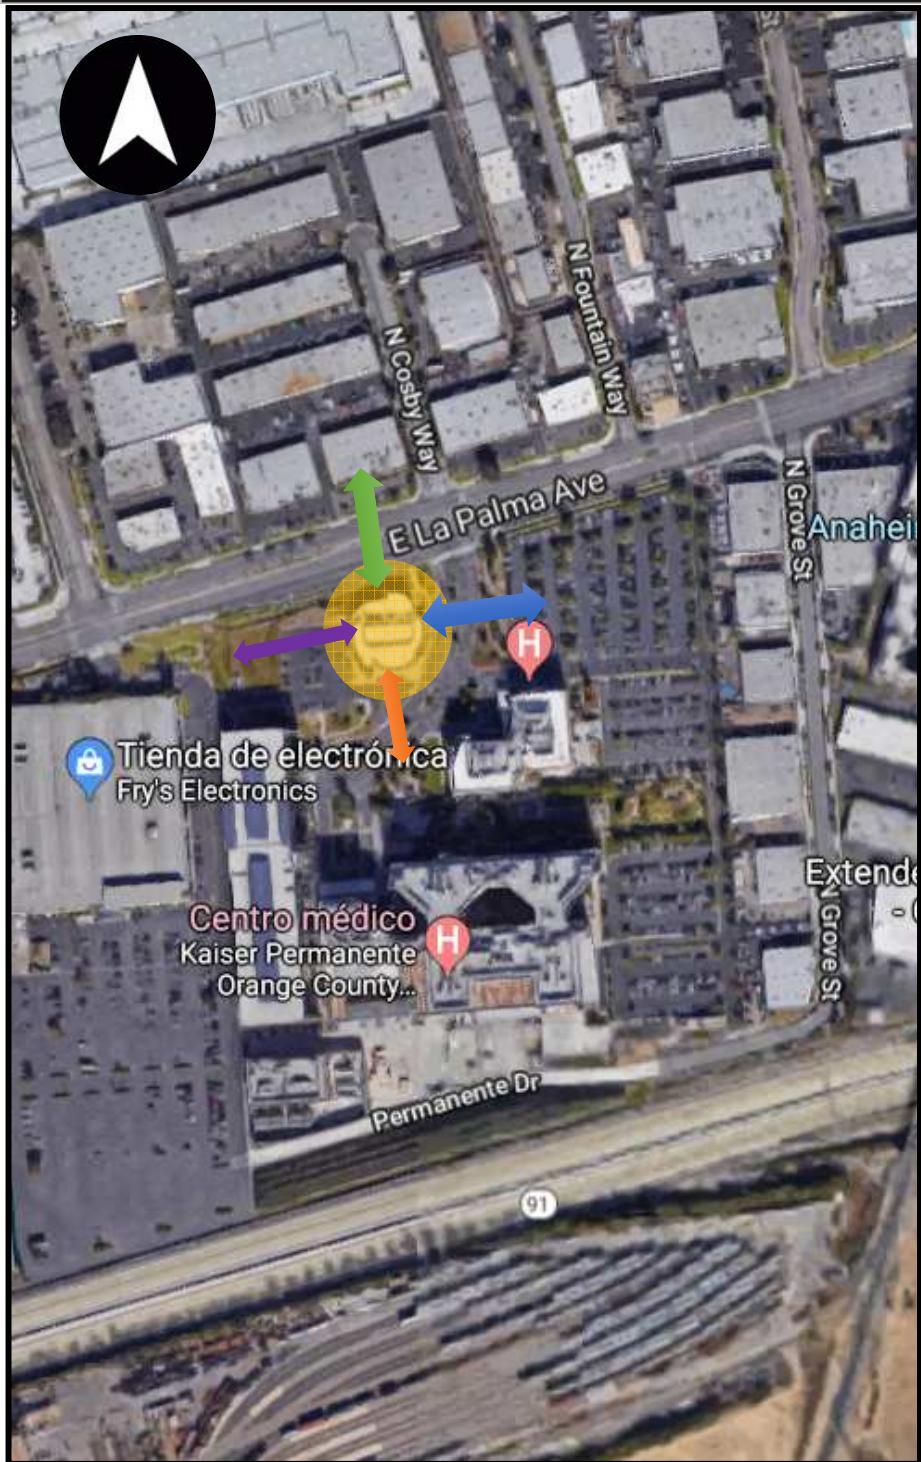 N Fountain Way
N Cosby Way
E La Palma Ave
N Grove St
Anahei
H
Tienda de electrónica
Fry's Electronics
Extende
Centro médico
Kaiser Permanente
Orange County...
H
N Grove St
Permanente Dr
91